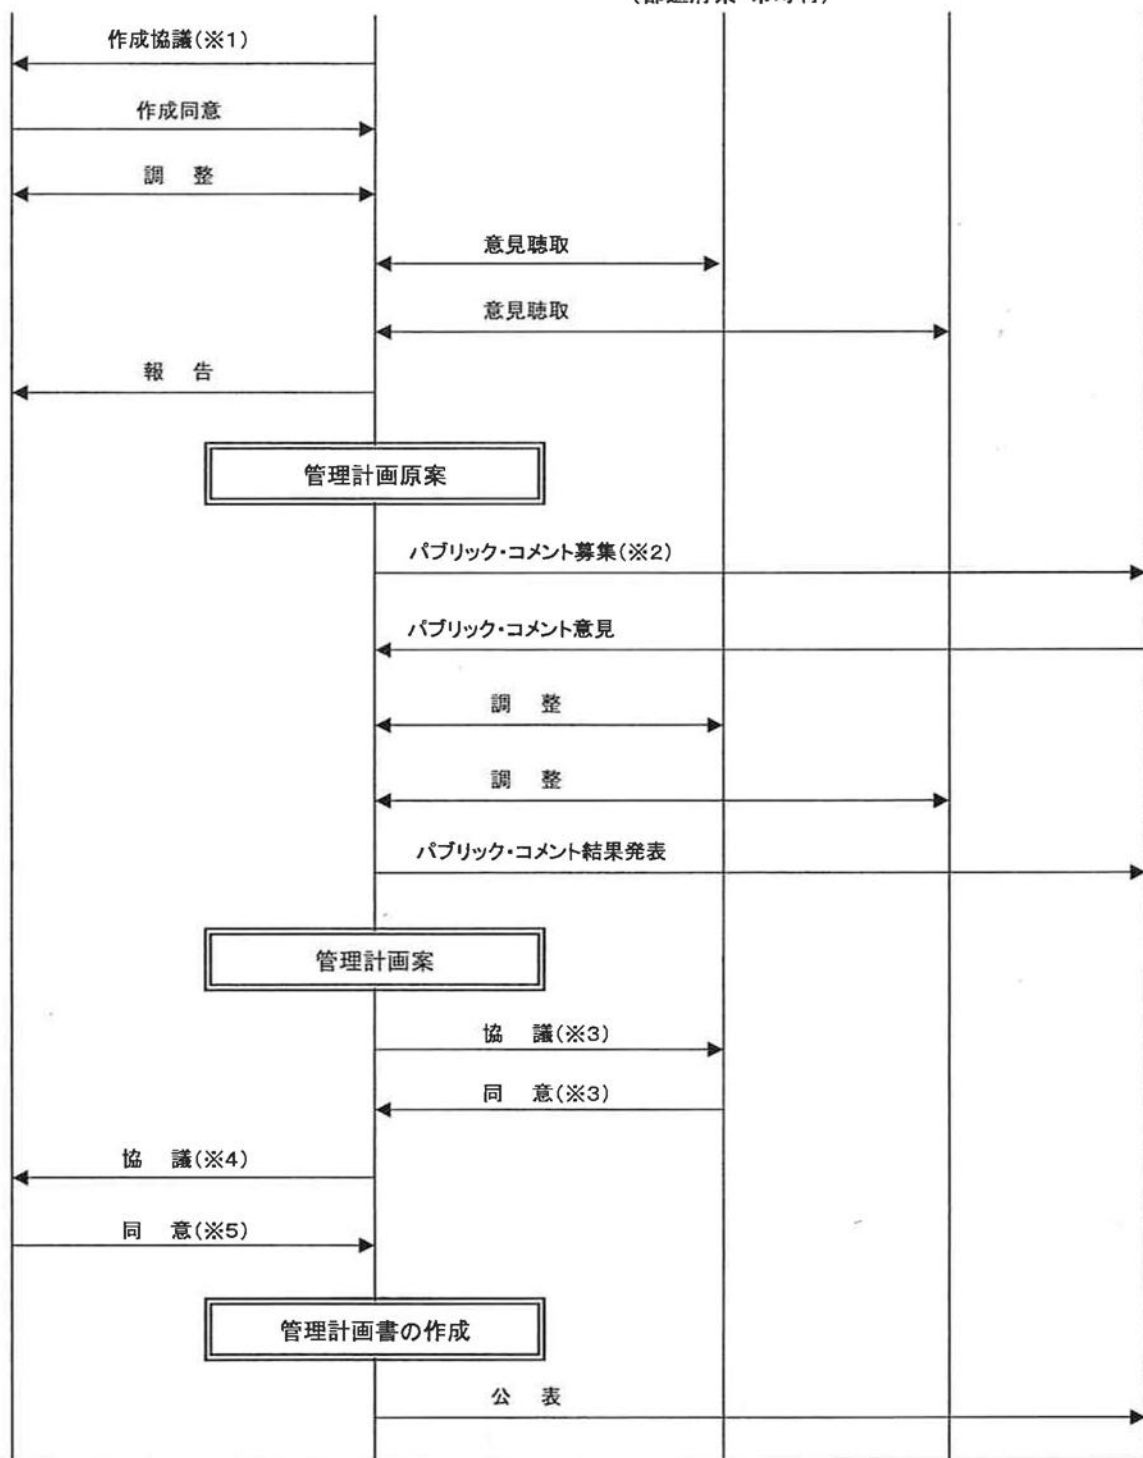 作成協議(※1)
作成同意
調 整
意見聴取
意見聴取
報 告
管理計画原案
パブリック・コメント募集(※2)
パブリック・コメント意見
調 整
調 整
パブリック・コメント結果発表
管理計画案
協 議(※3)
同 意(※3)
協 議(※4)
同 意(※5)
管理計画書の作成
公 表